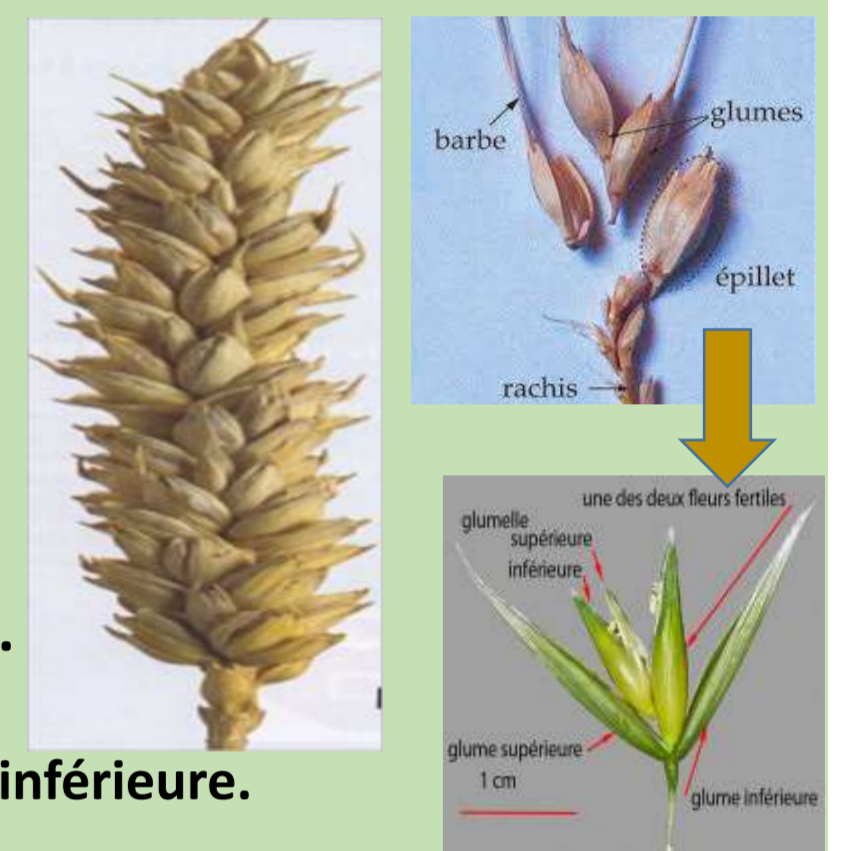 barbe
glumes
épillet
rachis
une des deux fleurs fertiles
glumelle
supérieure
inférieure
glume supérieure
1 cm
glume inférieure
.
inférieure.